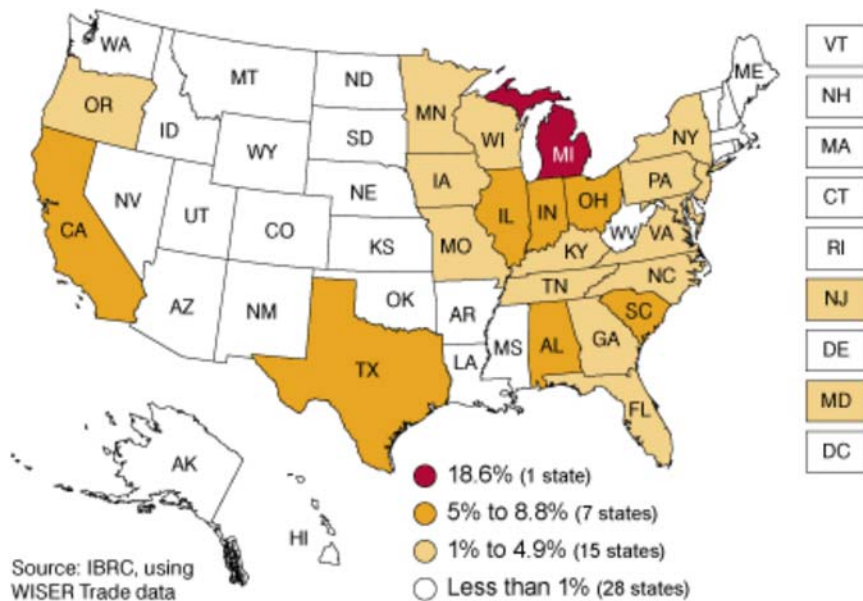 WA
MT
ND
MN
ME
VT
OR
ID
SD
WI
NY
NH
WY
MI
MA
NV
NE
IA
PA
CT
CA
UT
CO
IL
IN
OH
WV
VA
RI
KS
MO
KY
NJ
AZ
NM
OK
AR
TN
NC
DE
TX
LA
MS
AL
GA
SC
MD
FL
DC
AK
HI
18.6% (1 state)
5% to 8.8% (7 states)
1% to 4.9% (15 states)
Less than 1% (28 states)
Source: IBRC, using
WISER Trade data